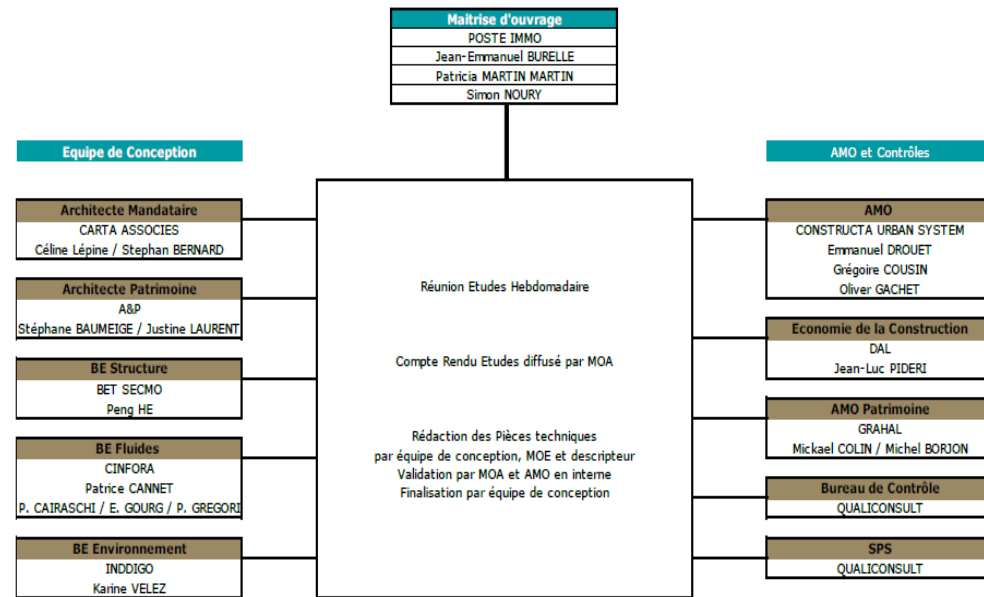 Maitrise d'ouvrage
POSTE IMMO
Jean-Emmanuel BURELLE
Patricia MARTIN MARTIN
Simon NOURY
Equipe de Conception
Architecte Mandataire
CARTA ASSOCIES
Céline Lépine / Stephan BERNARD
Architecte Patrimoine
A&P
Stéphane BAUMEIGE / Justine LAURENT
BE Structure
BET SECMO
Peng HE
BE Fluides
CINFORA
Patrice CANNET
P. CAIRASCHI / E. GOURG / P. GREGORI
BE Environnement
INDDIGO
Karine VELEZ
Réunion Etudes Hebdomadaire
Compte Rendu Etudes diffusé par MOA
Rédaction des Pièces techniques
par équipe de conception, MOE et descripteur
Validation par MOA et AMO en interne
Finalisation par équipe de conception
AMO et Contrôles
AMO
CONSTRUCTA URBAN SYSTEM
Emmanuel DROUET
Grégoire COUSIN
Oliver GACHET
Economie de la Construction
DAL
Jean-Luc PIDERI
AMO Patrimoine
GRAHAL
Mickael COLIN / Michel BORJON
Bureau de Contrôle
QUALICONSULT
SPS
QUALICONSULT